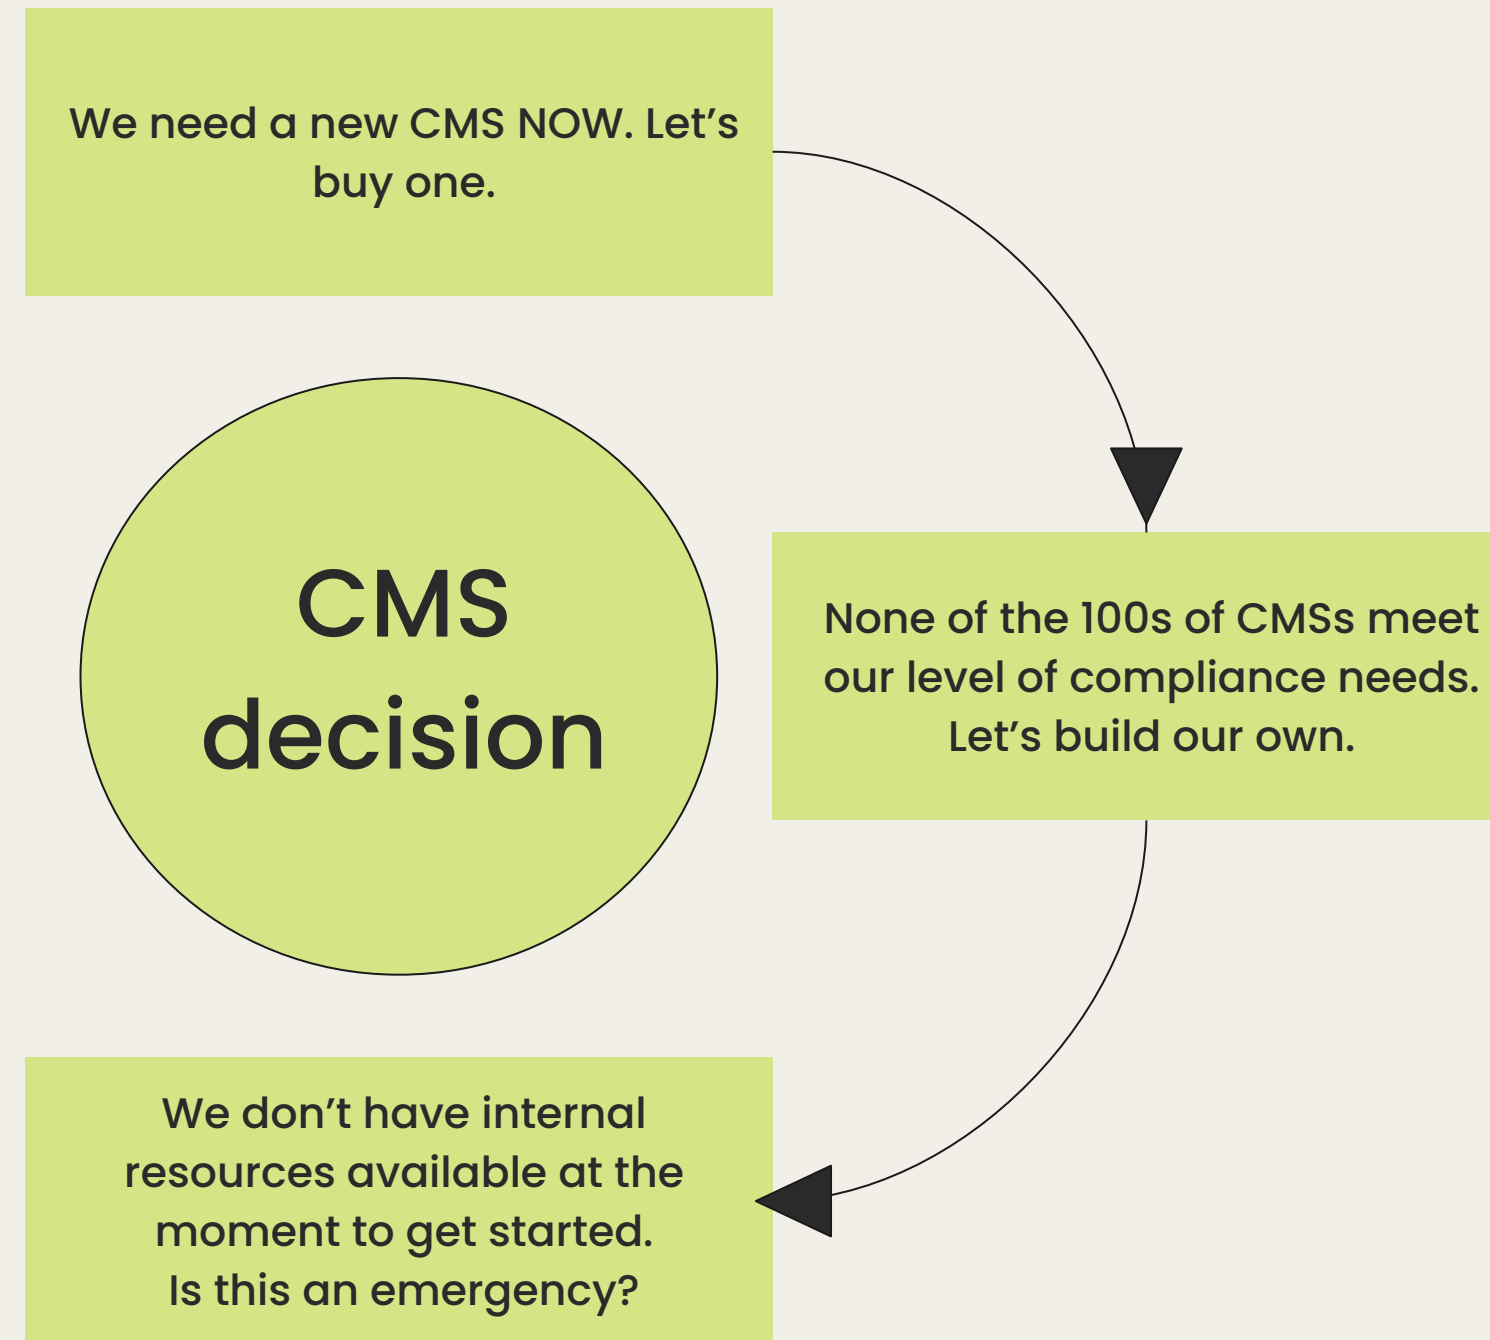 We need a new CMS NOW. Let’s
buy one.
CMS
decision
None of the 100s of CMSs meet
our level of compliance needs.
Let’s build our own.
We don’t have internal
resources available at the
moment to get started.
Is this an emergency?